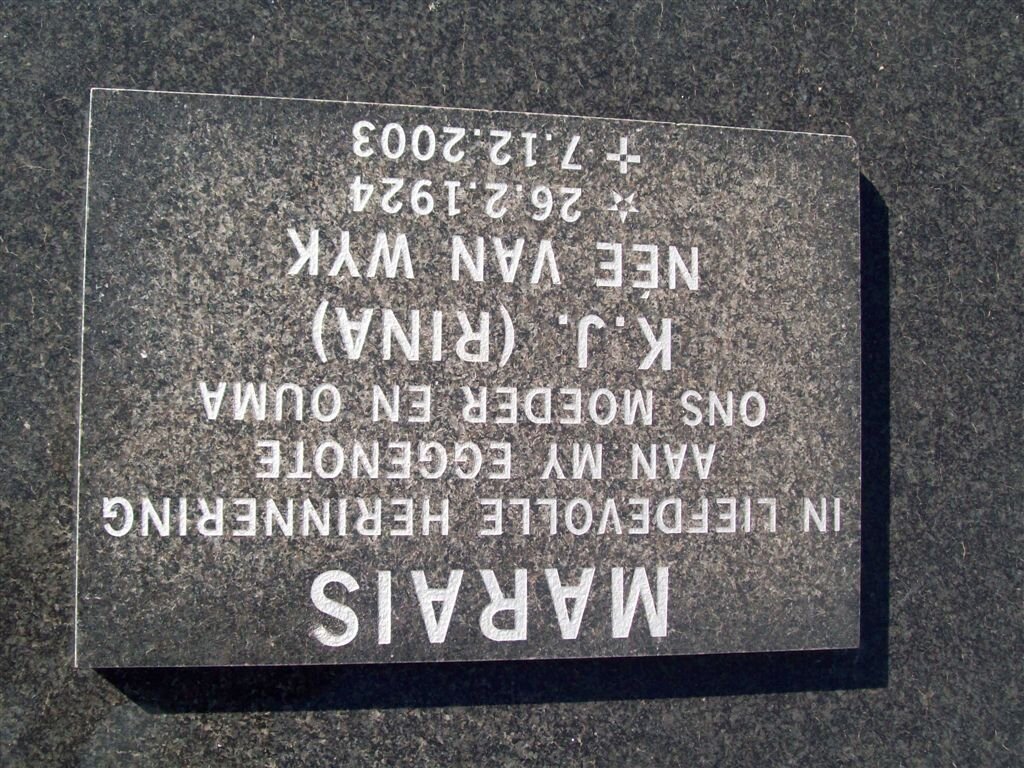 MARAIS
IN LIEFDEVOLLE HERINNERING
AAN MY EGGENOTE
ONS MOEDER EN OUMA
K.J. (RINA)
NÉE VAN WYK
☆ 26.2.1924
✢ 7.12.2003